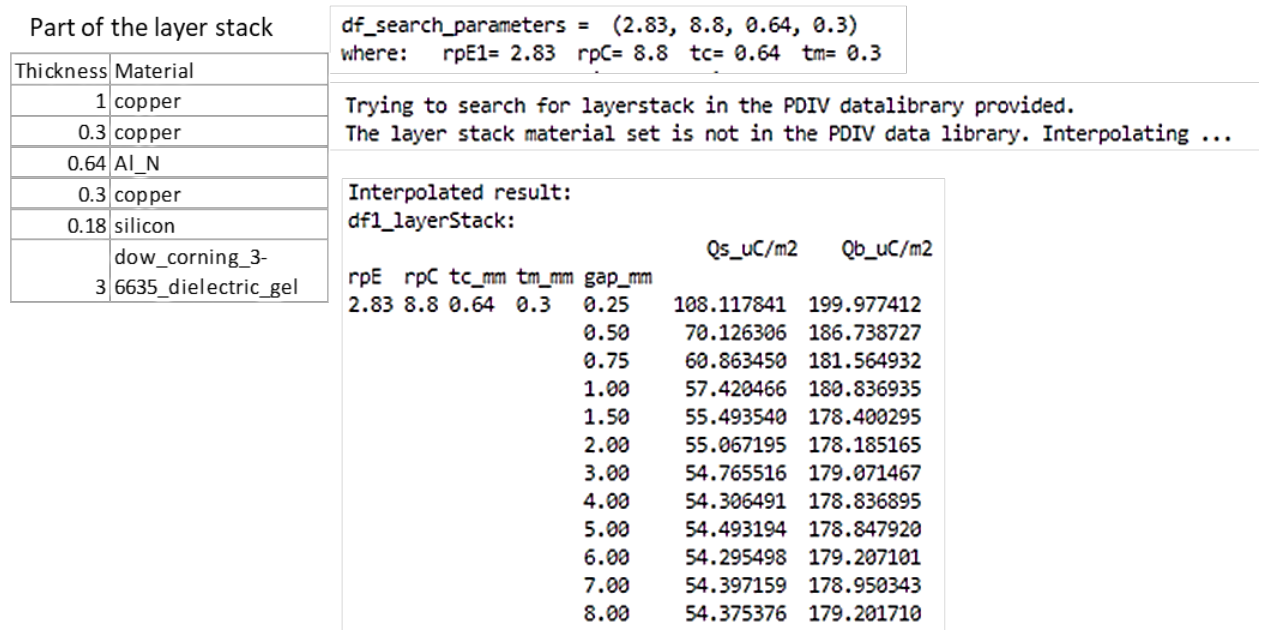 Part of the layer stack
Thickness Material
1 copper
0.3 copper
0.64 Al_N
0.3 copper
0.18 silicon
dow_corning_3-
3 6635_dielectric_gel
df_search_parameters = (2.83, 8.8, 0.64, 0.3)
where: rpE1= 2.83 rpC= 8.8 tc= 0.64 tm= 0.3
Trying to search for layerstack in the PDIV datalibrary provided.
The layer stack material set is not in the PDIV data library. Interpolating ...
Interpolated result:
df1_layerStack:
Qs_uC/m2 Qb_uC/m2
rpE rpC tc_mm tm_mm gap_mm
2.83 8.8 0.64 0.3 0.25 108.117841 199.977412
0.50 70.126306 186.738727
0.75 60.863450 181.564932
1.00 57.420466 180.836935
1.50 55.493540 178.400295
2.00 55.067195 178.185165
3.00 54.765516 179.071467
4.00 54.306491 178.836895
5.00 54.493194 178.847920
6.00 54.295498 179.207101
7.00 54.397159 178.950343
8.00 54.375376 179.201710